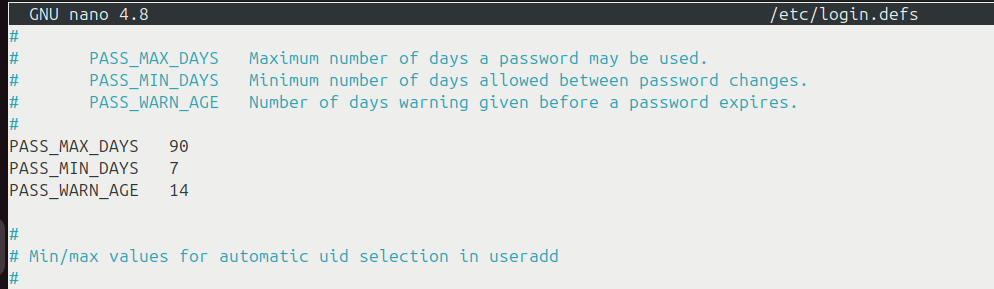 GNU nano 4.8 /etc/login.defs
#
# PASS_MAX_DAYS Maximum number of days a password may be used.
# PASS_MIN_DAYS Minimum number of days allowed between password changes.
# PASS_WARN_AGE Number of days warning given before a password expires.
#
PASS_MAX_DAYS 90
PASS_MIN_DAYS 7
PASS_WARN_AGE 14
#
# Min/max values for automatic uid selection in useradd
#